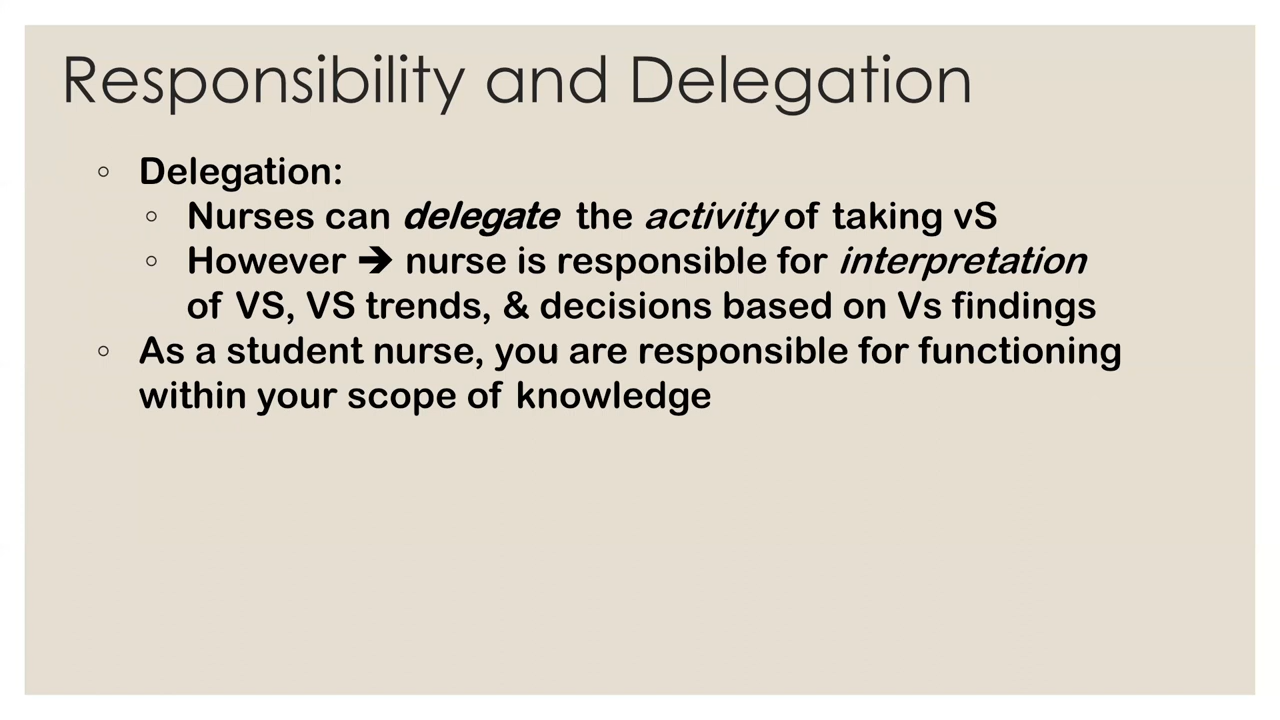 Responsibility and Delegation
◦ Delegation:
◦ Nurses can delegate the activity of taking vS
◦ However ➔ nurse is responsible for interpretation
of VS, VS trends, & decisions based on Vs findings
◦ As a student nurse, you are responsible for functioning
within your scope of knowledge